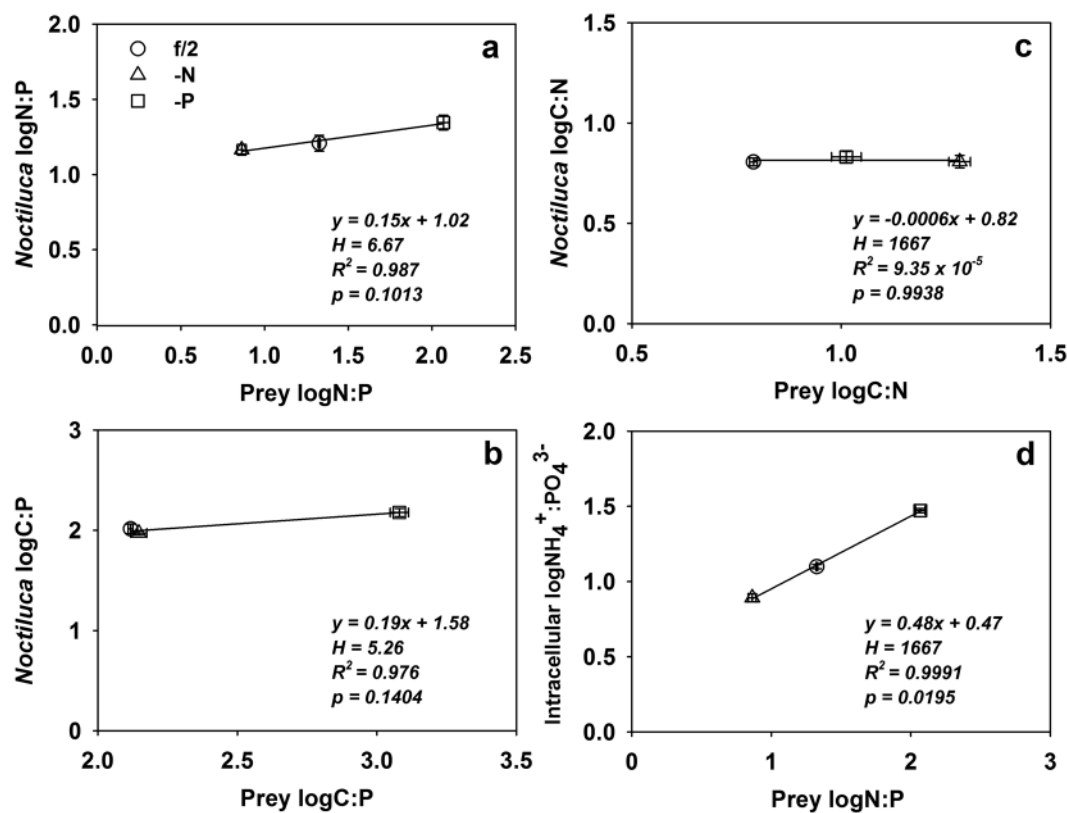 a
f/2
-N
-P
2.0
1.5
1.0
0.5
0.0
Noctiluca logN:P
y = 0.15x + 1.02
H = 6.67
R² = 0.987
p = 0.1013
0.0 0.5 1.0 1.5 2.0 2.5
Prey logN:P
c
1.5
1.0
0.5
0.0
Noctiluca logC:N
y = -0.0006x + 0.82
H = 1667
R² = 9.35 x 10⁻⁵
p = 0.9938
0.5 1.0 1.5
Prey logC:N
b
3
2
1
0
Noctiluca logC:P
y = 0.19x + 1.58
H = 5.26
R² = 0.976
p = 0.1404
2.0 2.5 3.0 3.5
Prey logC:P
d
2.0
1.5
1.0
0.5
0.0
Intracellular logNH₄⁺:PO₄³⁻
y = 0.48x + 0.47
H = 1667
R² = 0.9991
p = 0.0195
0 1 2 3
Prey logN:P